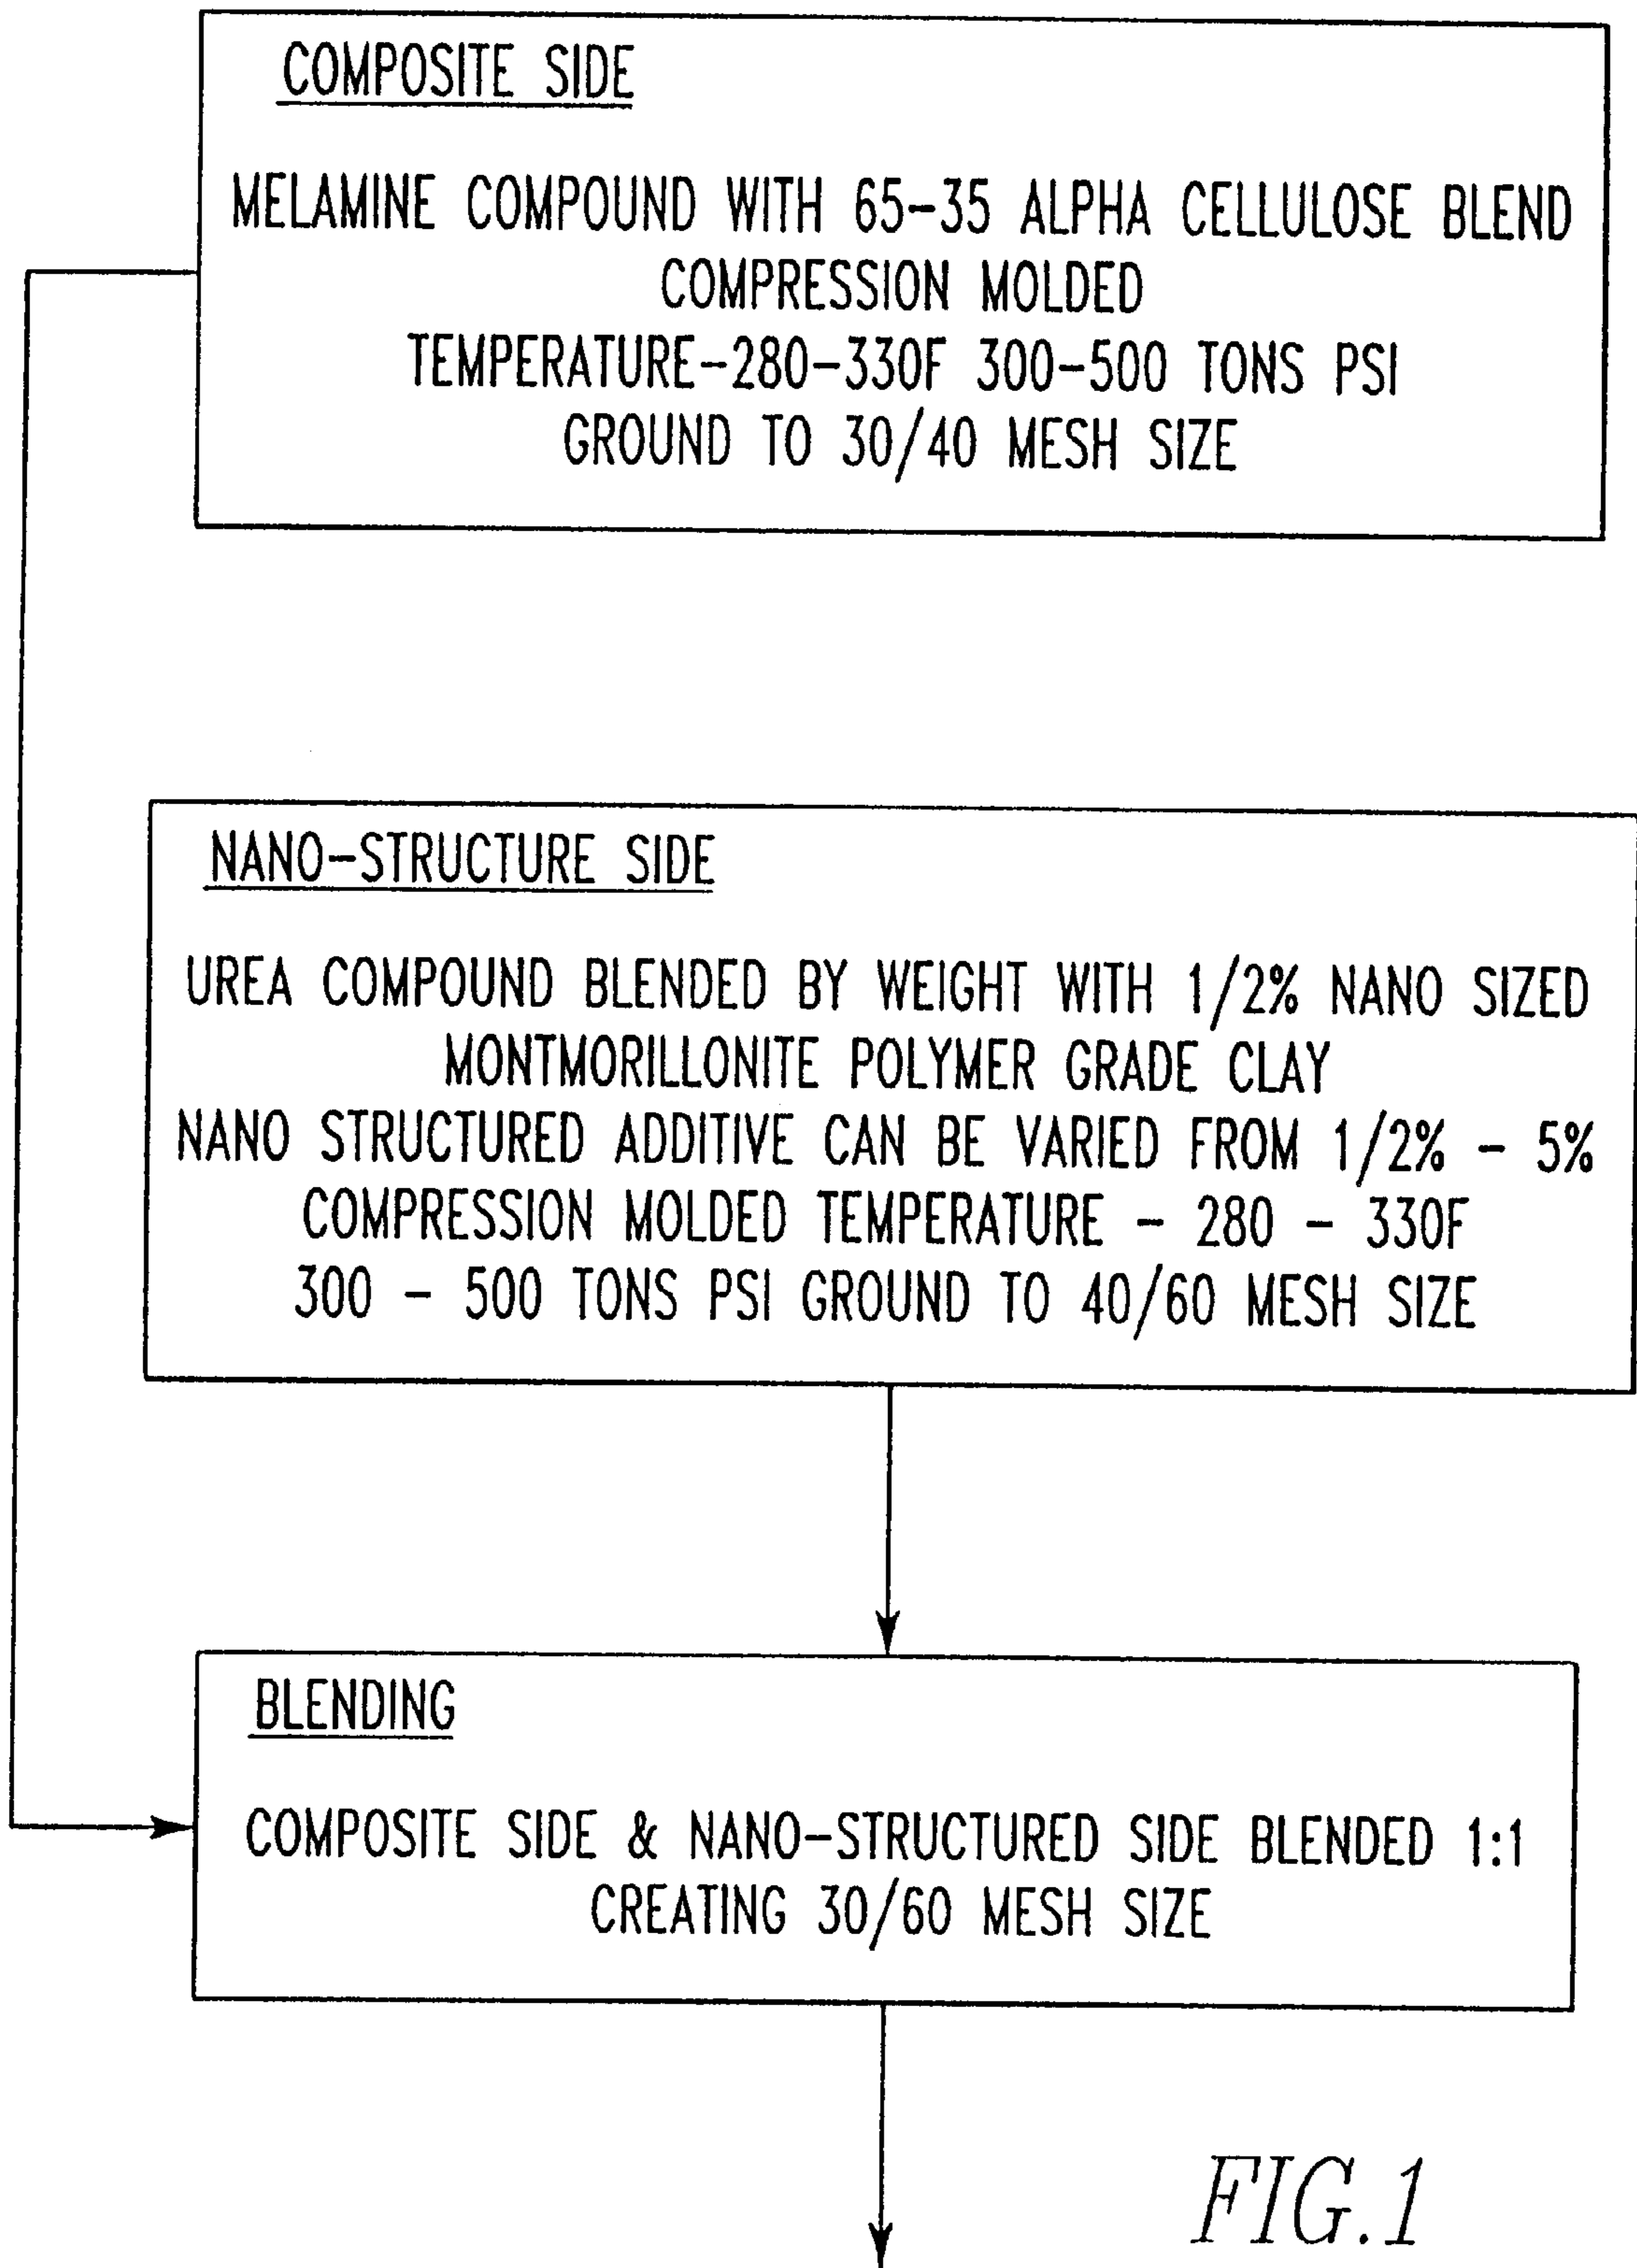 COMPOSITE SIDE
MELAMINE COMPOUND WITH 65-35 ALPHA CELLULOSE BLEND
COMPRESSION MOLDED
TEMPERATURE-280-330F 300-500 TONS PSI
GROUND TO 30/40 MESH SIZE
NANO-STRUCTURE SIDE
UREA COMPOUND BLENDED BY WEIGHT WITH 1/2% NANO SIZED
MONTMORILLONITE POLYMER GRADE CLAY
NANO STRUCTURED ADDITIVE CAN BE VARIED FROM 1/2% - 5%
COMPRESSION MOLDED TEMPERATURE - 280 - 330F
300 - 500 TONS PSI GROUND TO 40/60 MESH SIZE
BLENDING
COMPOSITE SIDE & NANO-STRUCTURED SIDE BLENDED 1:1
CREATING 30/60 MESH SIZE
FIG.1